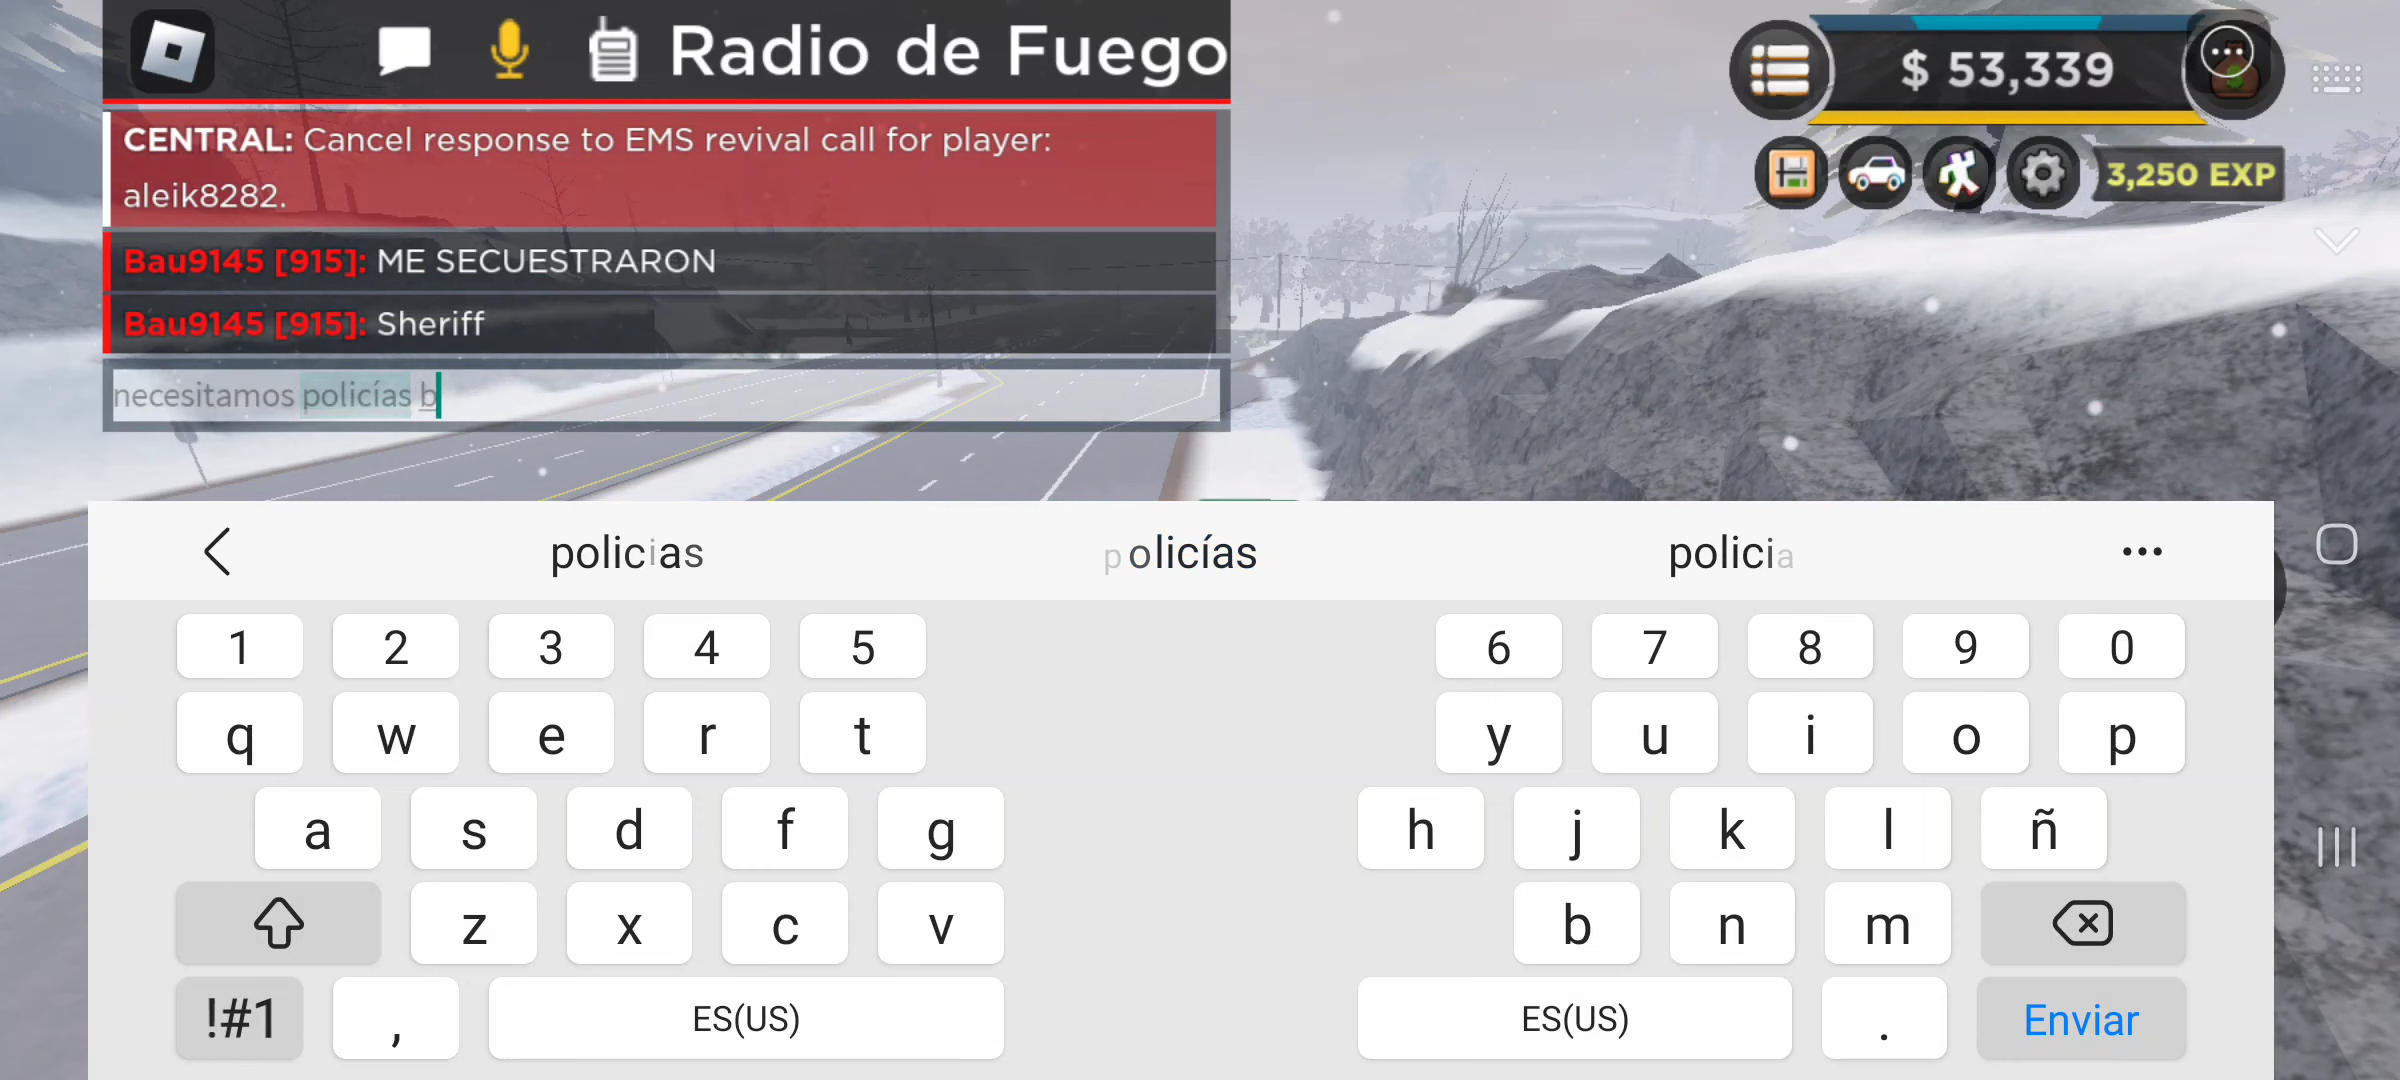 Radio de Fuego
$ 53,339
3,250 EXP
CENTRAL: Cancel response to EMS revival call for player:
aleik8282.
Bau9145 [915]: ME SECUESTRARON
Bau9145 [915]: Sheriff
necesitamos policías b
policias policías policia
1 2 3 4 5 6 7 8 9 0
q w e r t y u i o p
a s d f g h j k l ñ
z x c v b n m
!#1 , ES(US) ES(US) . Enviar